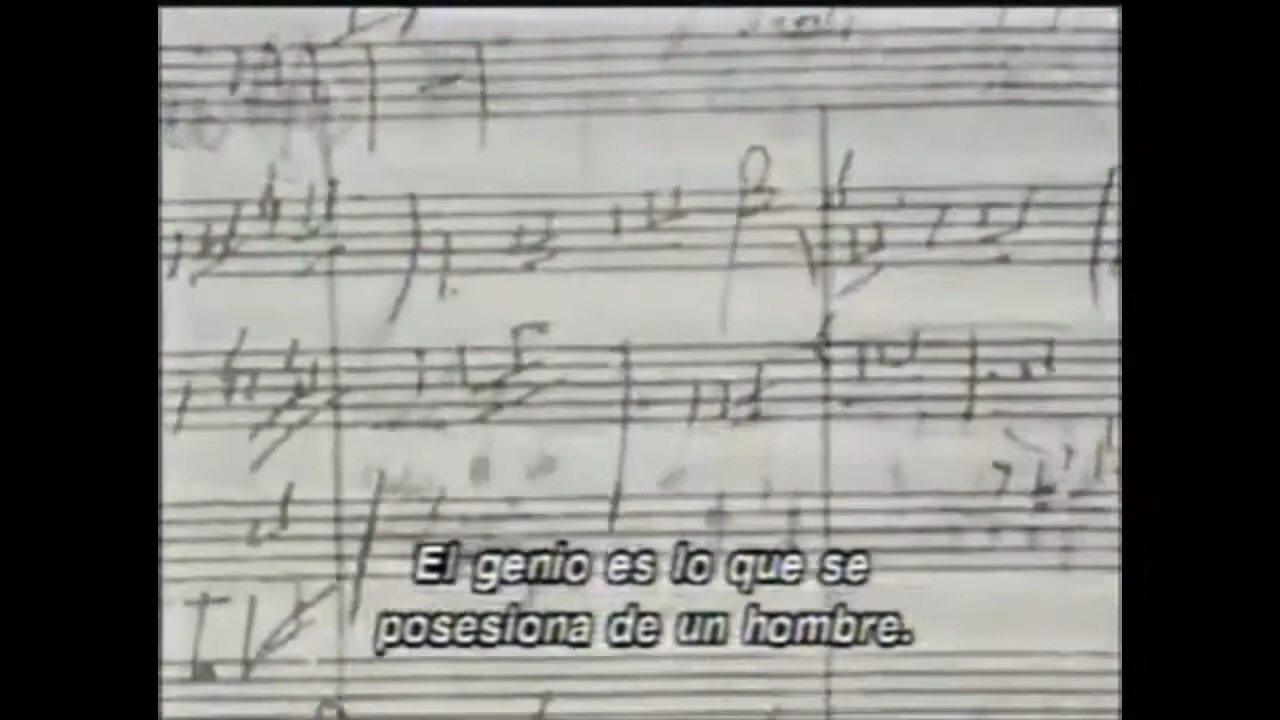 El genio es lo que se
posesiona de un hombre.